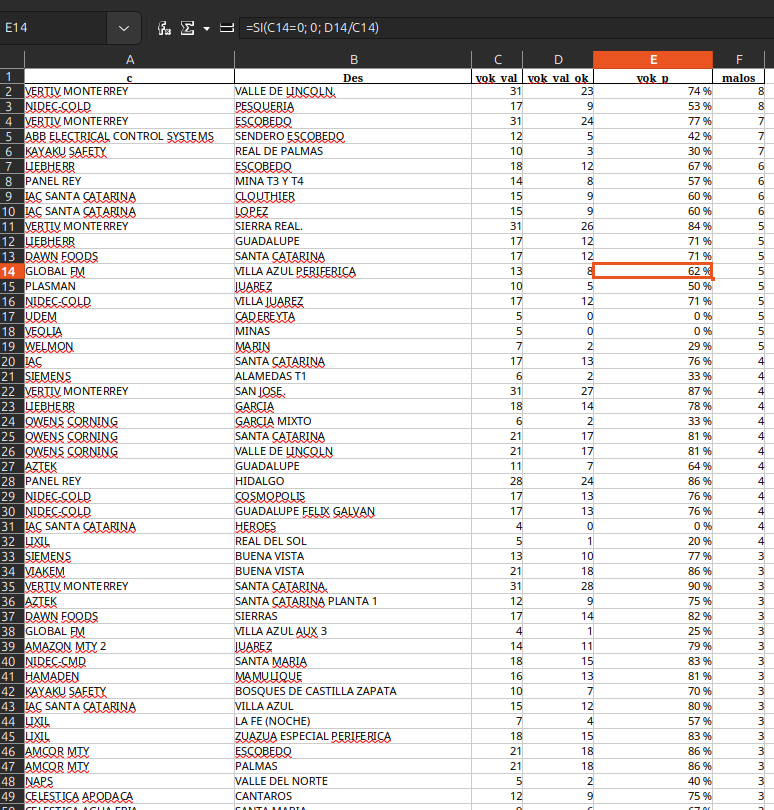 E14 fx Σ = =SI(C14=0; 0; D14/C14)
A B C D E F
1 c Des vok_val vok_val_ok vok_p malos
2 VERTIV MONTERREY VALLE DE LINCOLN. 31 23 74 % 8
3 NIDEC-COLD PESQUERIA 17 9 53 % 8
4 VERTIV MONTERREY ESCOBEDO 31 24 77 % 7
5 ABB ELECTRICAL CONTROL SYSTEMS SENDERO ESCOBEDO 12 5 42 % 7
6 KAYAKU SAFETY REAL DE PALMAS 10 3 30 % 7
7 LIEBHERR ESCOBEDO 18 12 67 % 6
8 PANEL REY MINA T3 Y T4 14 8 57 % 6
9 IAC SANTA CATARINA CLOUTHIER 15 9 60 % 6
10 IAC SANTA CATARINA LOPEZ 15 9 60 % 6
11 VERTIV MONTERREY SIERRA REAL. 31 26 84 % 5
12 LIEBHERR GUADALUPE 17 12 71 % 5
13 DAWN FOODS SANTA CATARINA 17 12 71 % 5
14 GLOBAL FM VILLA AZUL PERIFERICA 13 8 62 % 5
15 PLASMAN JUAREZ 10 5 50 % 5
16 NIDEC-COLD VILLA JUAREZ 17 12 71 % 5
17 UDEM CADEREYTA 5 0 0 % 5
18 VEOLIA MINAS 5 0 0 % 5
19 WELMON MARIN 7 2 29 % 5
20 IAC SANTA CATARINA 17 13 76 % 4
21 SIEMENS ALAMEDAS T1 6 2 33 % 4
22 VERTIV MONTERREY SAN JOSE. 31 27 87 % 4
23 LIEBHERR GARCIA 18 14 78 % 4
24 OWENS CORNING GARCIA MIXTO 6 2 33 % 4
25 OWENS CORNING SANTA CATARINA 21 17 81 % 4
26 OWENS CORNING VALLE DE LINCOLN 21 17 81 % 4
27 AZTEK GUADALUPE 11 7 64 % 4
28 PANEL REY HIDALGO 28 24 86 % 4
29 NIDEC-COLD COSMOPOLIS 17 13 76 % 4
30 NIDEC-COLD GUADALUPE FELIX GALVAN 17 13 76 % 4
31 IAC SANTA CATARINA HEROES 4 0 0 % 4
32 LIXIL REAL DEL SOL 5 1 20 % 4
33 SIEMENS BUENA VISTA 13 10 77 % 3
34 VIAKEM BUENA VISTA 21 18 86 % 3
35 VERTIV MONTERREY SANTA CATARINA. 31 28 90 % 3
36 AZTEK SANTA CATARINA PLANTA 1 12 9 75 % 3
37 DAWN FOODS SIERRAS 17 14 82 % 3
38 GLOBAL FM VILLA AZUL AUX 3 4 1 25 % 3
39 AMAZON MTY 2 JUAREZ 14 11 79 % 3
40 NIDEC-CMD SANTA MARIA 18 15 83 % 3
41 HAMADEN MAMULIQUE 16 13 81 % 3
42 KAYAKU SAFETY BOSQUES DE CASTILLA ZAPATA 10 7 70 % 3
43 IAC SANTA CATARINA VILLA AZUL 15 12 80 % 3
44 LIXIL LA FE (NOCHE) 7 4 57 % 3
45 LIXIL ZUAZUA ESPECIAL PERIFERICA 18 15 83 % 3
46 AMCOR MTY ESCOBEDO 21 18 86 % 3
47 AMCOR MTY PALMAS 21 18 86 % 3
48 NAPS VALLE DEL NORTE 5 2 40 % 3
49 CELESTICA APODACA CANTAROS 12 9 75 % 3